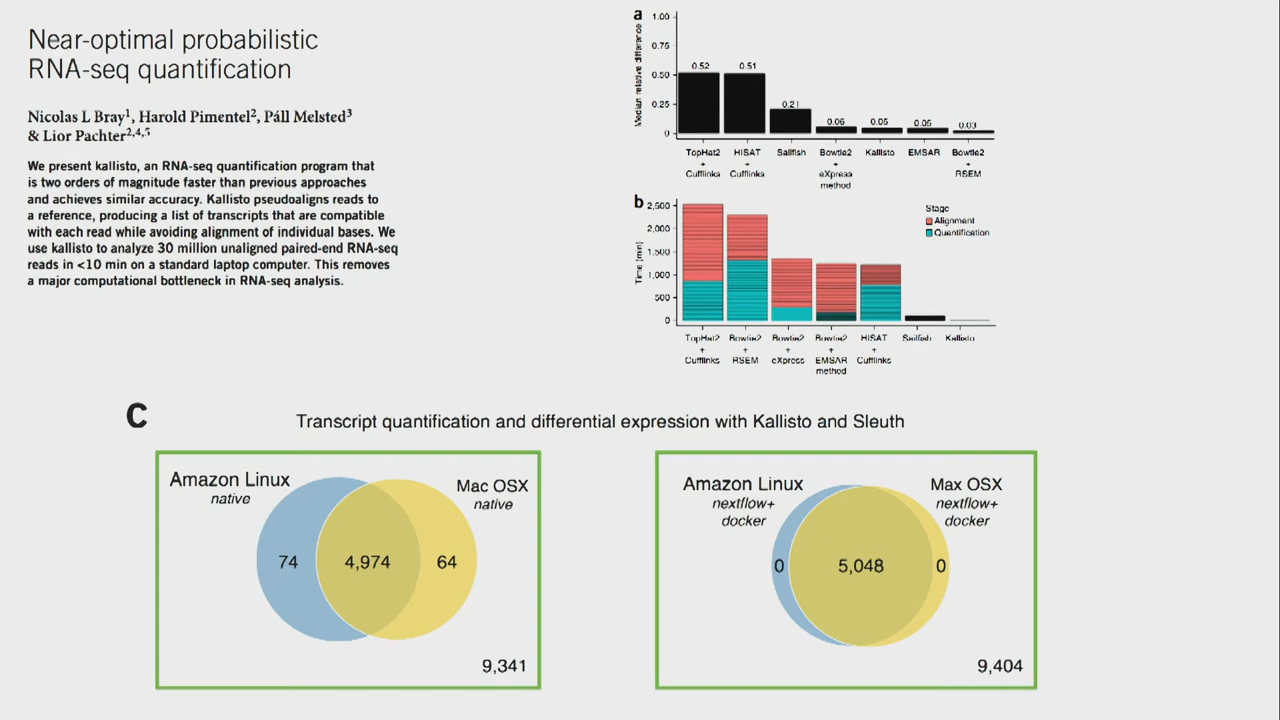 Near-optimal probabilistic
RNA-seq quantification
Nicolas L Bray1, Harold Pimentel2, Páll Melsted3
& Lior Pachter2,4,5
We present kallisto, an RNA-seq quantification program that
is two orders of magnitude faster than previous approaches
and achieves similar accuracy. Kallisto pseudoaligns reads to
a reference, producing a list of transcripts that are compatible
with each read while avoiding alignment of individual bases. We
use kallisto to analyze 30 million unaligned paired-end RNA-seq
reads in <10 min on a standard laptop computer. This removes
a major computational bottleneck in RNA-seq analysis.
a
Median relative difference
1.00
0.75
0.50
0.25
0
0.52
0.51
0.21
0.06
0.05
0.05
0.03
TopHat2
+
Cufflinks
HISAT
+
Cufflinks
Sailfish
Bowtie2
+
eXpress
method
Kallisto
EMSAR
Bowtie2
+
RSEM
b
Time (min)
2,500
2,000
1,500
1,000
500
0
Stage
Alignment
Quantification
TopHat2
+
Cufflinks
Bowtie2
+
RSEM
Bowtie2
+
eXpress
Bowtie2
+
EMSAR
method
HISAT
+
Cufflinks
Sailfish
Kallisto
C
Transcript quantification and differential expression with Kallisto and Sleuth
Amazon Linux
native
Mac OSX
native
74
4,974
64
9,341
Amazon Linux
nextflow+
docker
Max OSX
nextflow+
docker
0
5,048
0
9,404